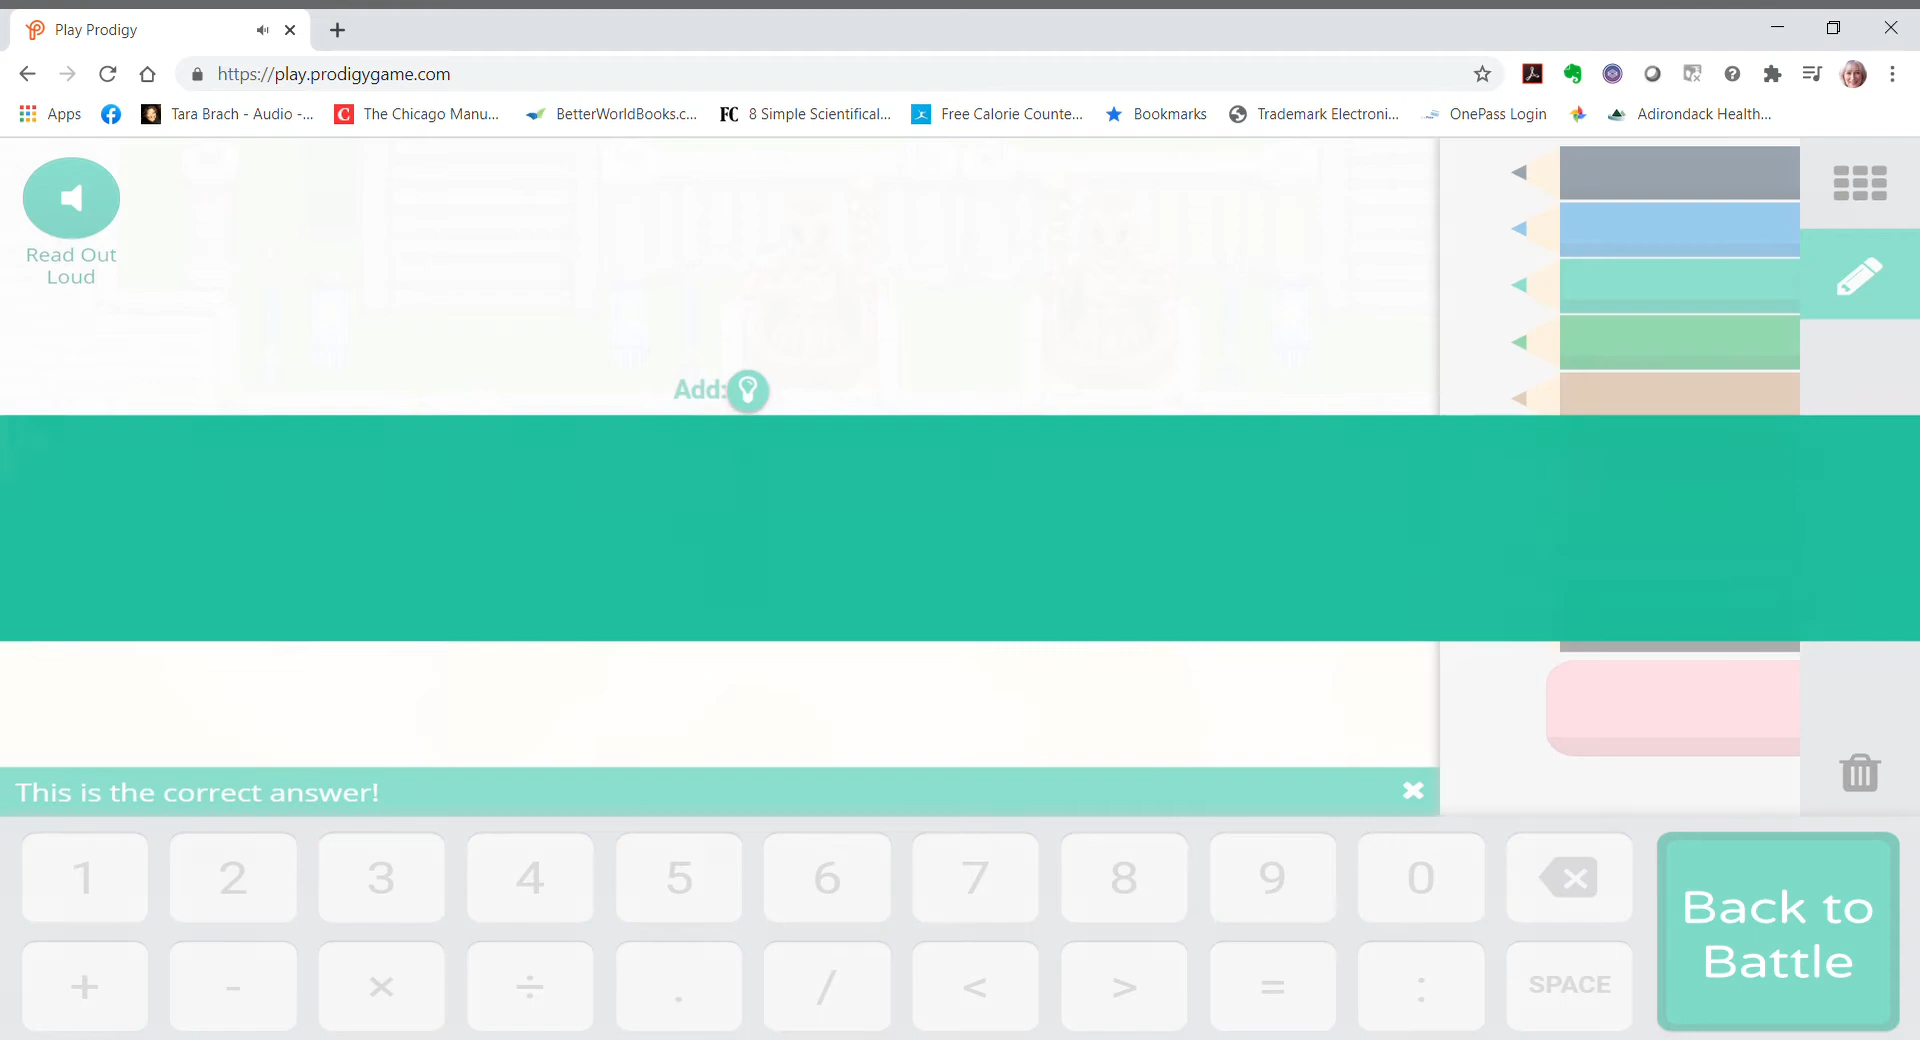 Play Prodigy
https://play.prodigygame.com
Apps
Tara Brach - Audio -...
C
The Chicago Manu...
BetterWorldBooks.c...
FC
8 Simple Scientifical...
Free Calorie Counte...
Bookmarks
Trademark Electroni...
OnePass Login
Adirondack Health...
Read Out
Loud
Add:
This is the correct answer!
1 2 3 4 5 6 7 8 9 0
+ - × ÷ . / < > = : SPACE
Back to
Battle